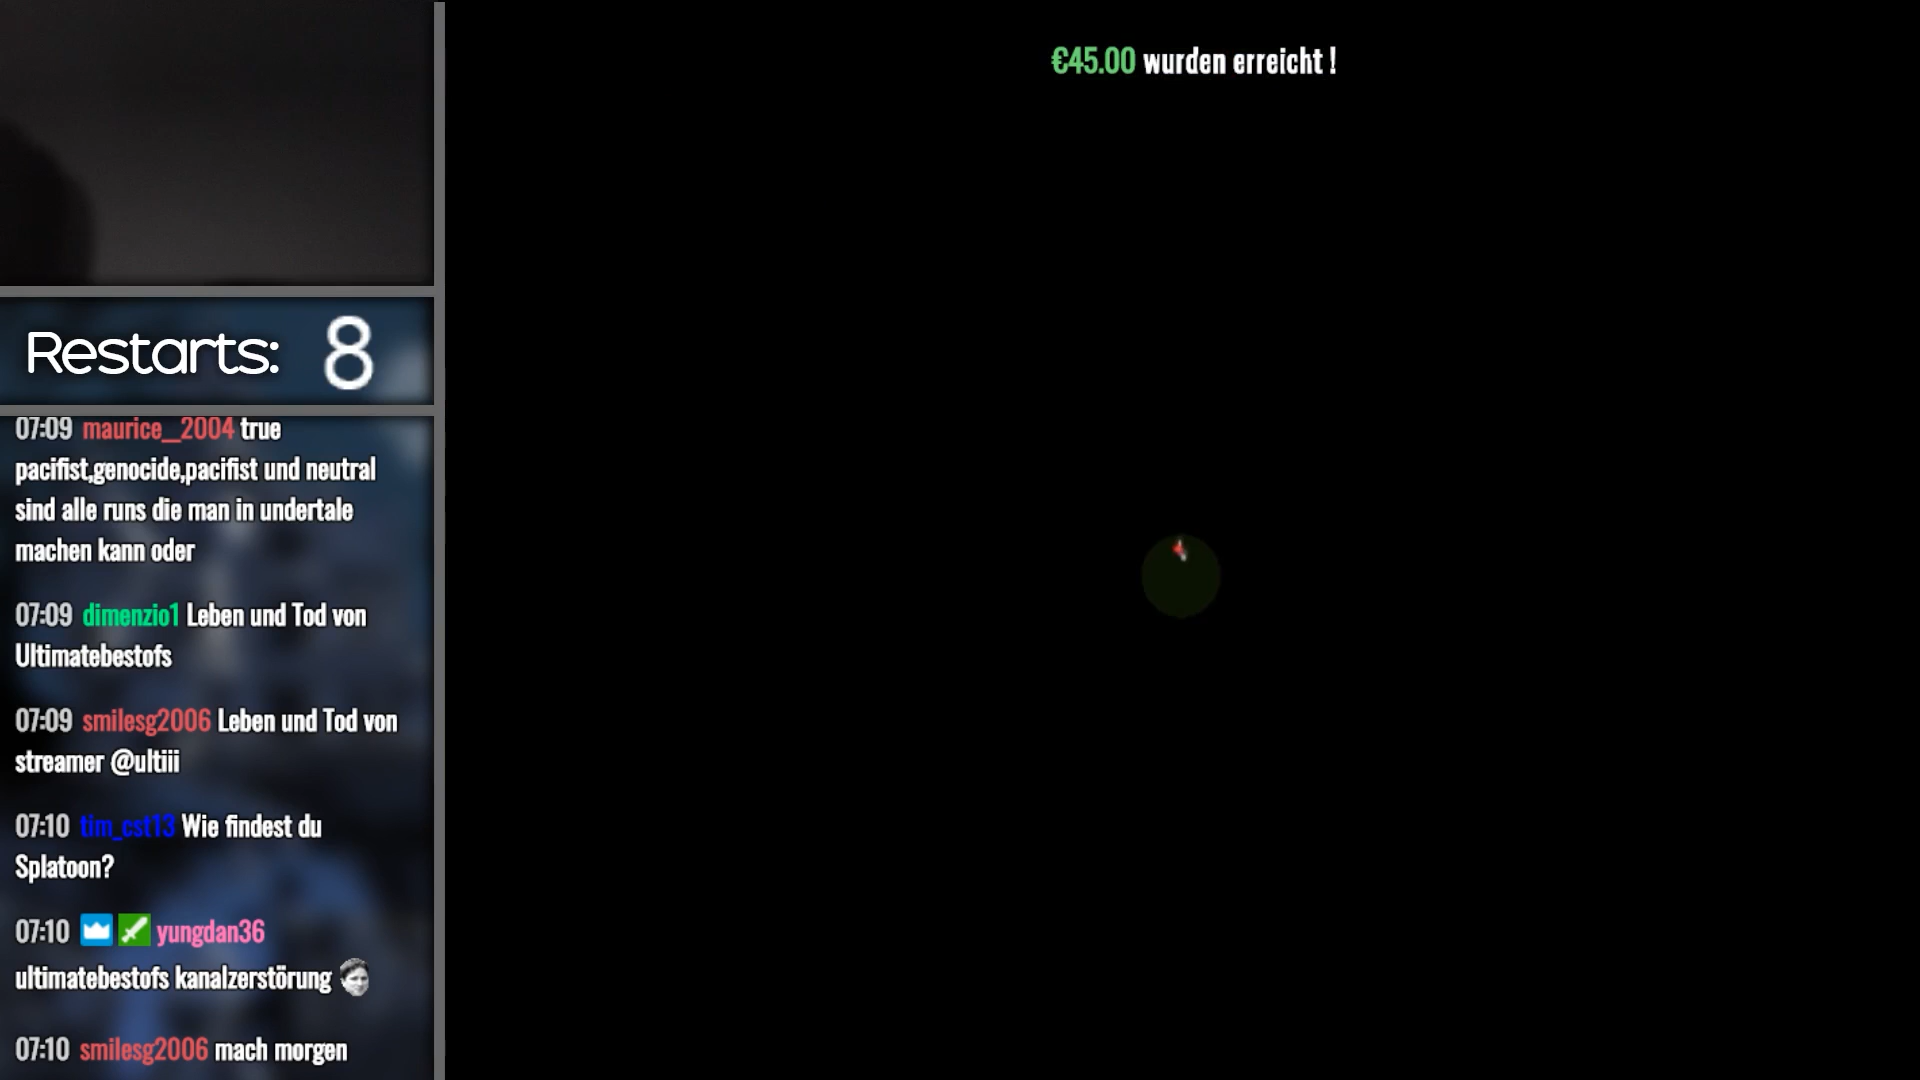 €45.00 wurden erreicht !
Restarts: 8
07:09 maurice__2004 true
pacifist,genocide,pacifist und neutral
sind alle runs die man in undertale
machen kann oder
07:09 dimenzio1 Leben und Tod von
Ultimatebestofs
07:09 smilesg2006 Leben und Tod von
streamer @ultiii
07:10 tim_cst13 Wie findest du
Splatoon?
07:10 yungdan36
ultimatebestofs kanalzerstörung
07:10 smilesg2006 mach morgen